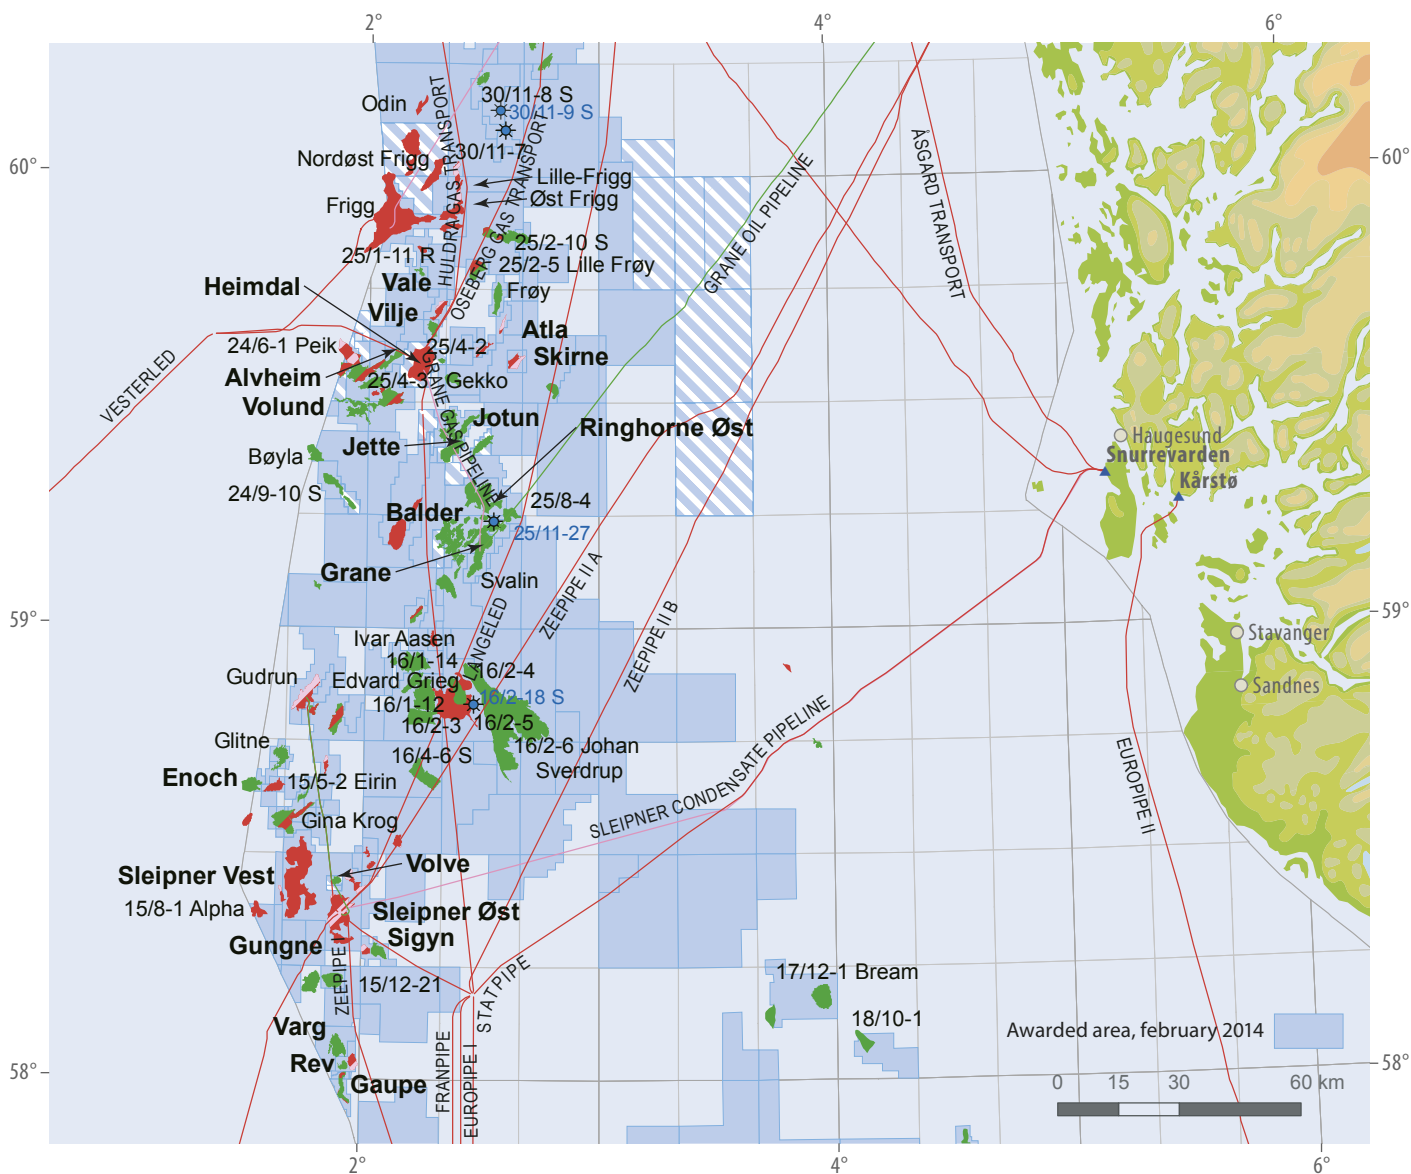 2°
4°
6°
Odin
30/11-8 S
30/11-9 S
HULDRA GAS TRANSPORT
ÅSGARD TRANSPORT
60°
Nordøst Frigg
30/11-7
60°
Lille-Frigg
Øst Frigg
Frigg
OSEBERG GAS TRANSPORT
GRANE OIL PIPELINE
25/2-10 S
25/1-11 R
25/2-5 Lille Frøy
Vale
Heimdal
Frøy
Vilje
Atla
24/6-1 Peik
25/4-2
Skirne
VESTERLED
Alvheim
25/4-3
Gekko
GRANE GAS PIPELINE
Volund
Jotun
Ringhorne Øst
Haugesund
Jette
Bøyla
Snurrevarden
Kårstø
24/9-10 S
25/8-4
Balder
25/11-27
Grane
Svalin
ZEEPIPE II A
59°
59°
LANGELED
ZEEPIPE II B
Stavanger
Ivar Aasen
16/1-14
16/2-4
Gudrun
Edvard Grieg
Sandnes
16/1-12
16/2-18 S
16/2-3
16/2-5
Glitne
16/4-6 S
16/2-6 Johan
Sverdrup
Enoch
15/5-2 Eirin
SLEIPNER CONDENSATE PIPELINE
EUROPIPE II
Gina Krog
Volve
Sleipner Vest
15/8-1 Alpha
Sleipner Øst
Sigyn
Gungne
ZEEPIPE I
15/12-21
STATPIPE
17/12-1 Bream
Varg
18/10-1
Awarded area, february 2014
Rev
58°
58°
Gaupe
FRANPIPE
EUROPIPE I
0
15
30
60 km
2°
4°
6°